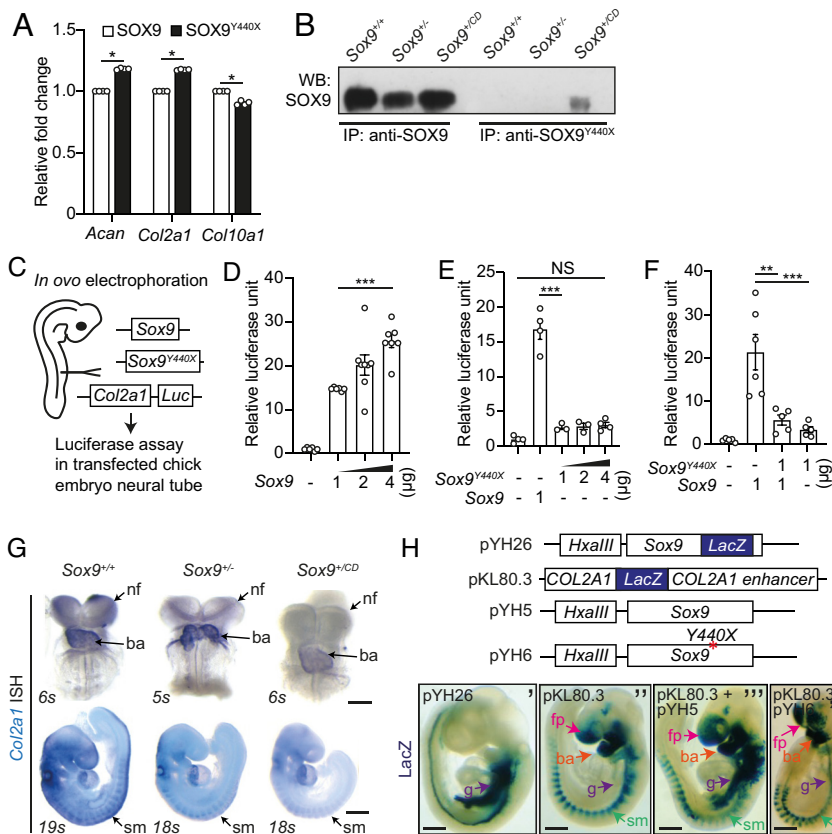 A
SOX9 SOX9Y440X
Relative fold change
1.5
1.0
0.5
0
* * *
Acan Col2a1 Col10a1
B
Sox9+/+ Sox9+/- Sox9+/CD Sox9+/+ Sox9+/- Sox9+/CD
WB:
SOX9
IP: anti-SOX9 IP: anti-SOX9Y440X
C
In ovo electrophoration
Sox9
Sox9Y440X
Col2a1 Luc
Luciferase assay
in transfected chick
embryo neural tube
D
Relative luciferase unit
40
30
20
10
0
***
Sox9 - 1 2 4 (μg)
E
Relative luciferase unit
25
20
15
10
5
0
NS
***
Sox9Y440X - - 1 2 4 (μg)
Sox9 - 1 - - -
F
Relative luciferase unit
40
30
20
10
0
** ***
Sox9Y440X - - 1 1 (μg)
Sox9 - 1 1 -
G
Sox9+/+ Sox9+/- Sox9+/CD
Col2a1 ISH
nf nf nf
ba ba ba
6s 5s 6s
sm sm sm
19s 18s 18s
H
pYH26 HxaIII Sox9 LacZ
pKL80.3 COL2A1 LacZ COL2A1 enhancer
pYH5 HxaIII Sox9
Y440X
pYH6 HxaIII Sox9 *
LacZ
pYH26 '
pKL80.3 ''
pKL80.3 + '''
pYH5
pKL80.3
pYH6
fp fp fp
ba ba ba
g g g g
sm sm sm